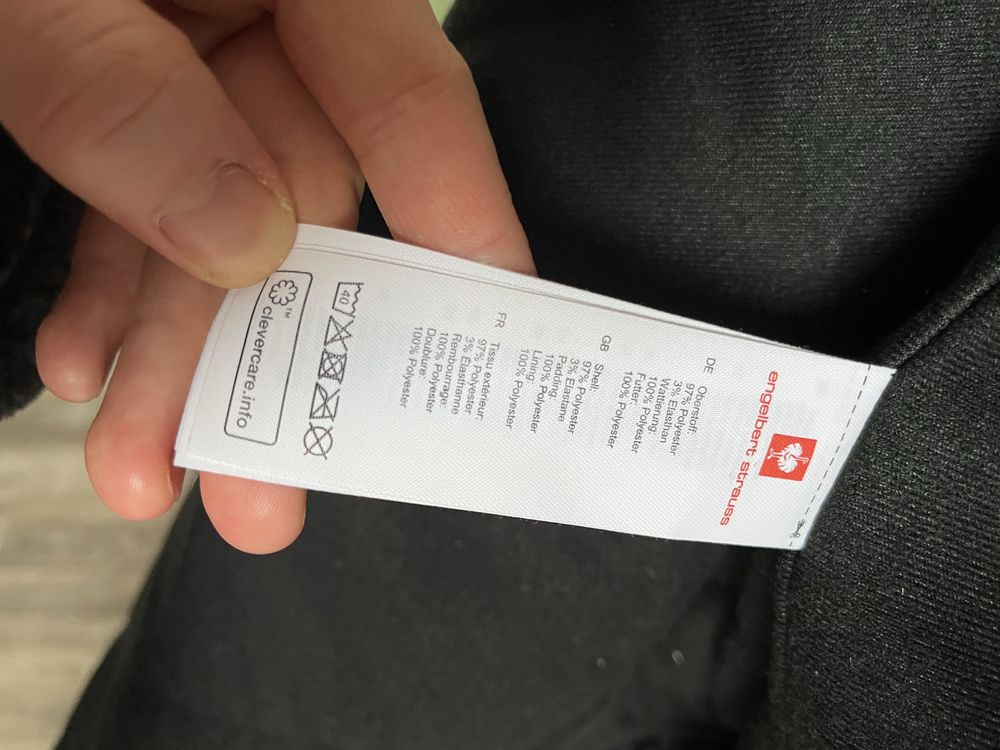 engelbert strauss
DE Oberstoff:
97% Polyester
3% Elasthan
Wattierung:
100% Polyester
Futter:
100% Polyester
GB
Shell:
97% Polyester
3% Elastane
Padding:
100% Polyester
Lining:
100% Polyester
FR
Tissu extérieur:
97% Polyester
3% Élasthanne
Rembourrage:
100% Polyester
Doublure:
100% Polyester
40
clevercare.info™